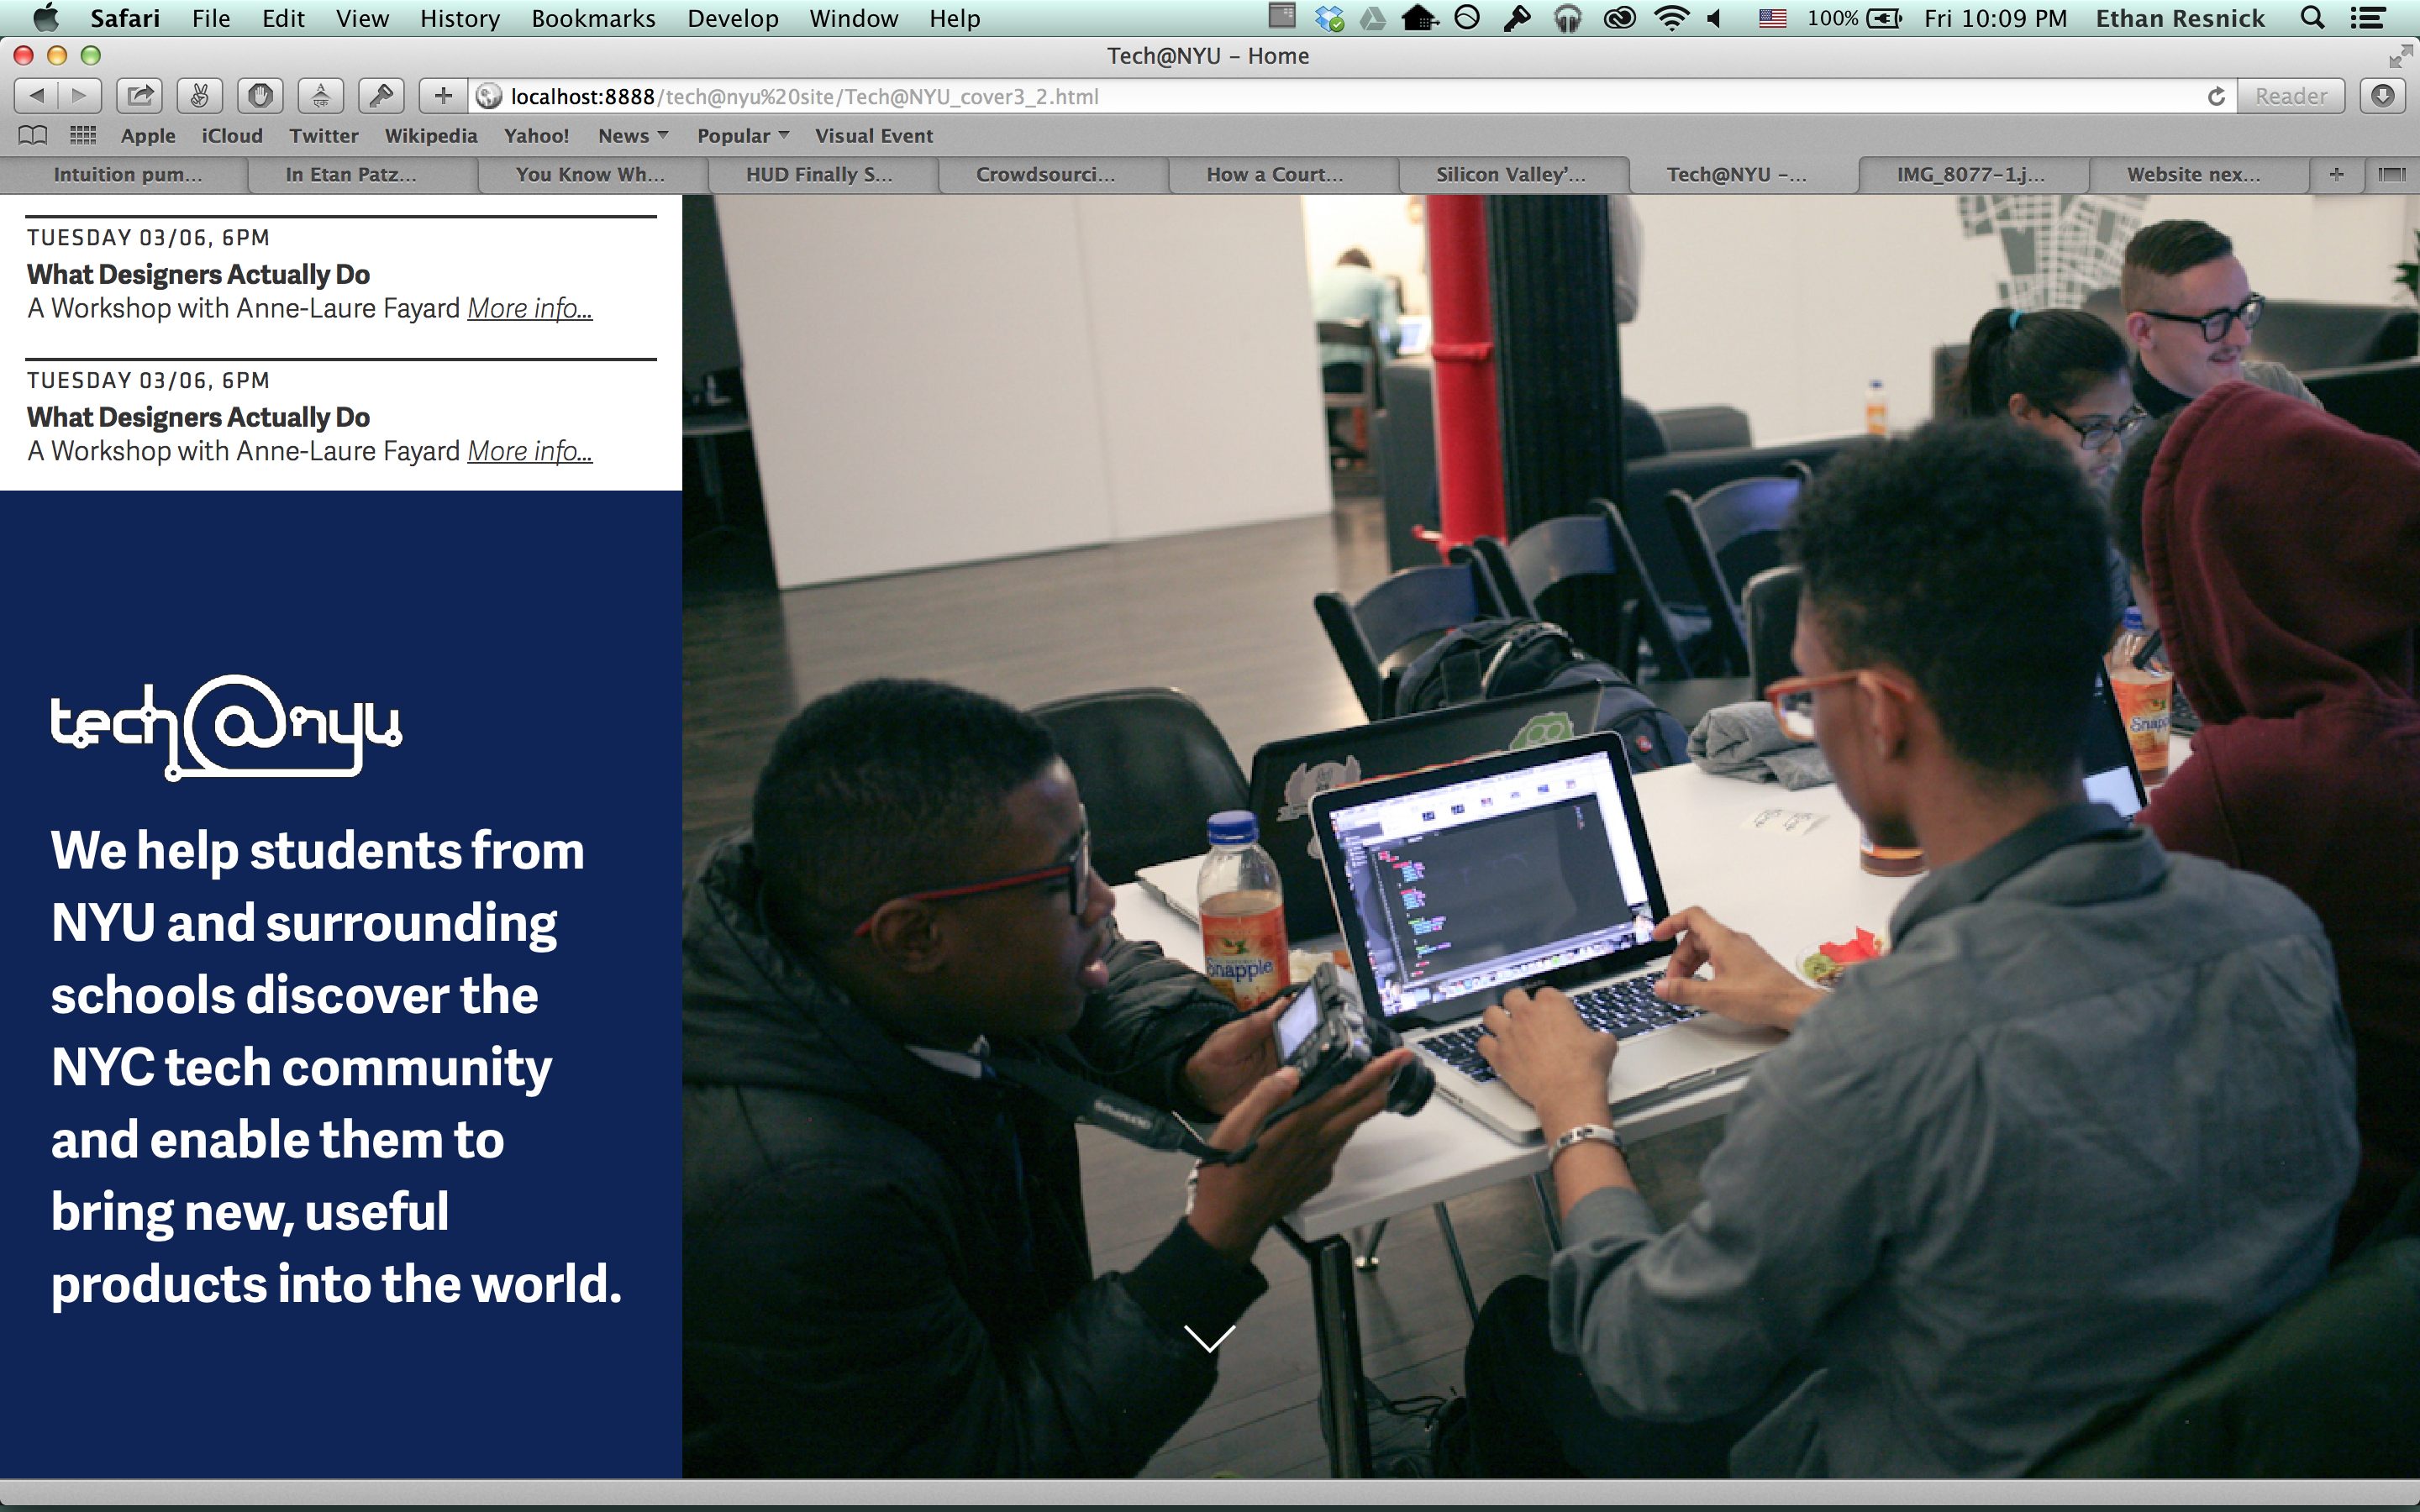 Safari File Edit View History Bookmarks Develop Window Help 100% Fri 10:09 PM Ethan Resnick
Tech@NYU – Home
localhost:8888/tech@nyu%20site/Tech@NYU_cover3_2.html Reader
Apple iCloud Twitter Wikipedia Yahoo! News Popular Visual Event
Intuition pum... In Etan Patz... You Know Wh... HUD Finally S... Crowdsourci... How a Court... Silicon Valley'... Tech@NYU –... IMG_8077-1.j... Website nex...
TUESDAY 03/06, 6PM
What Designers Actually Do
A Workshop with Anne-Laure Fayard More info...
TUESDAY 03/06, 6PM
What Designers Actually Do
A Workshop with Anne-Laure Fayard More info...
tech@nyu
We help students from
NYU and surrounding
schools discover the
NYC tech community
and enable them to
bring new, useful
products into the world.
Snapple